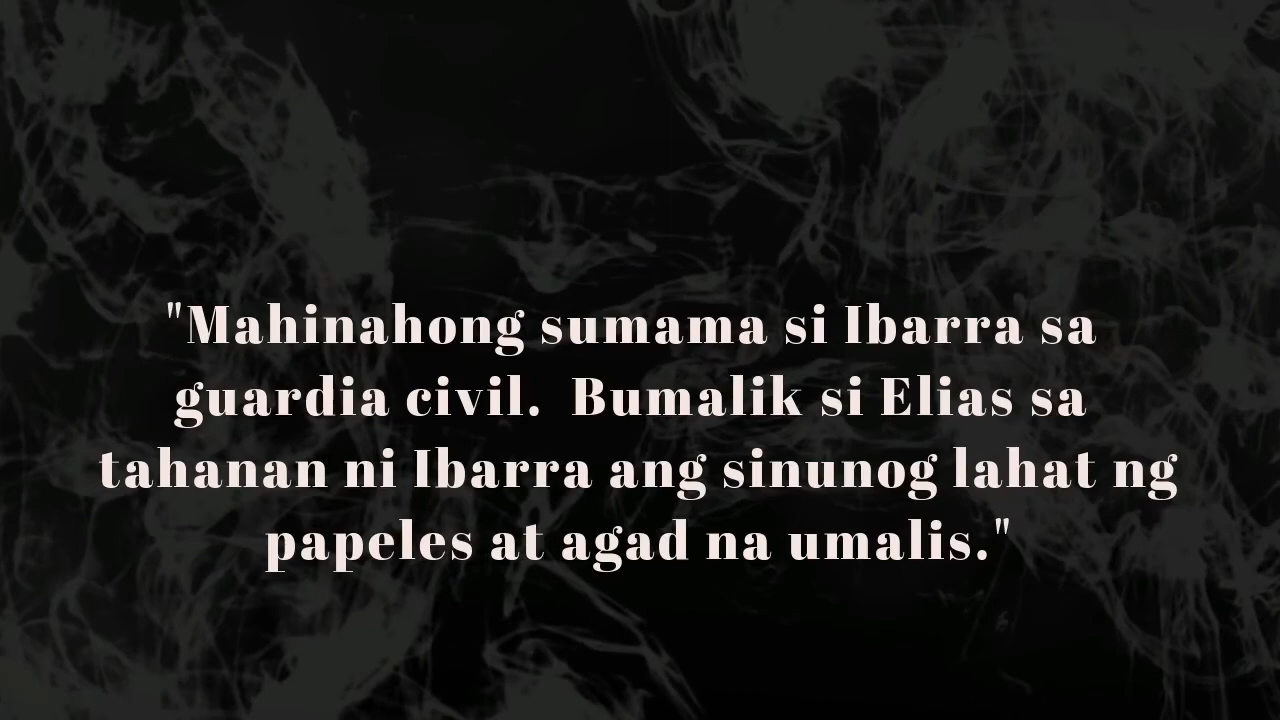 "Mahinahong sumama si Ibarra sa
guardia civil.  Bumalik si Elias sa
tahanan ni Ibarra ang sinunog lahat ng
papeles at agad na umalis."